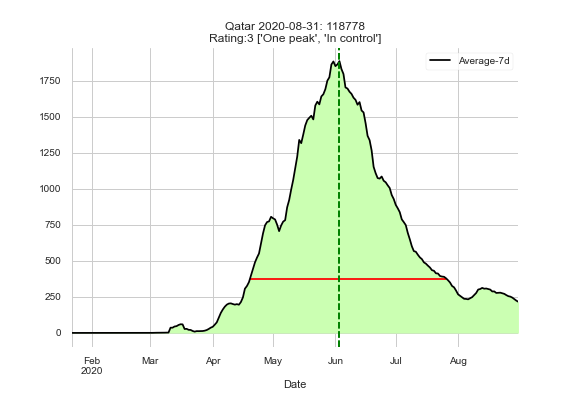 Qatar 2020-08-31: 118778
Rating:3 ['One peak', 'In control']
Average-7d
1750
1500
1250
1000
750
500
250
0
Feb Mar Apr May Jun Jul Aug
2020
Date